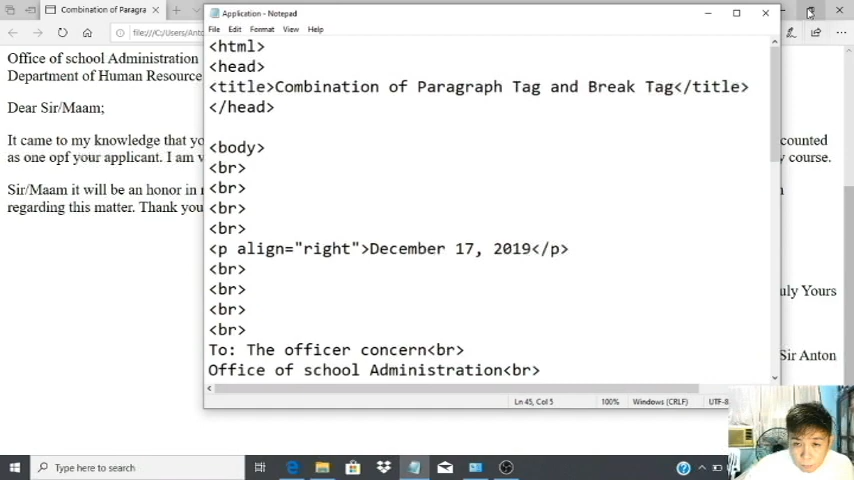 Combination of Paragra
file:///C:/Users/Anton
Application - Notepad
File Edit Format View Help
<html>
<head>
<title>Combination of Paragraph Tag and Break Tag</title>
</head>
<body>
<br>
<br>
<br>
<br>
<p align="right">December 17, 2019</p>
<br>
<br>
<br>
<br>
To: The officer concern<br>
Office of school Administration<br>
Ln 45, Col 5 100% Windows (CRLF) UTF-8
Office of school Administration
Department of Human Resource
Dear Sir/Maam;
It came to my knowledge that yo counted
as one opf your applicant. I am v y course.
Sir/Maam it will be an honor in
regarding this matter. Thank you
uly Yours
Sir Anton
Type here to search